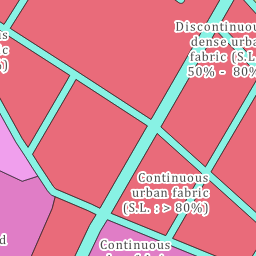 Discontinuous
dense urban
fabric (S.L.
50% - 80%
%)
Continuous
urban fabric
(S.L. : > 80%)
Continuous